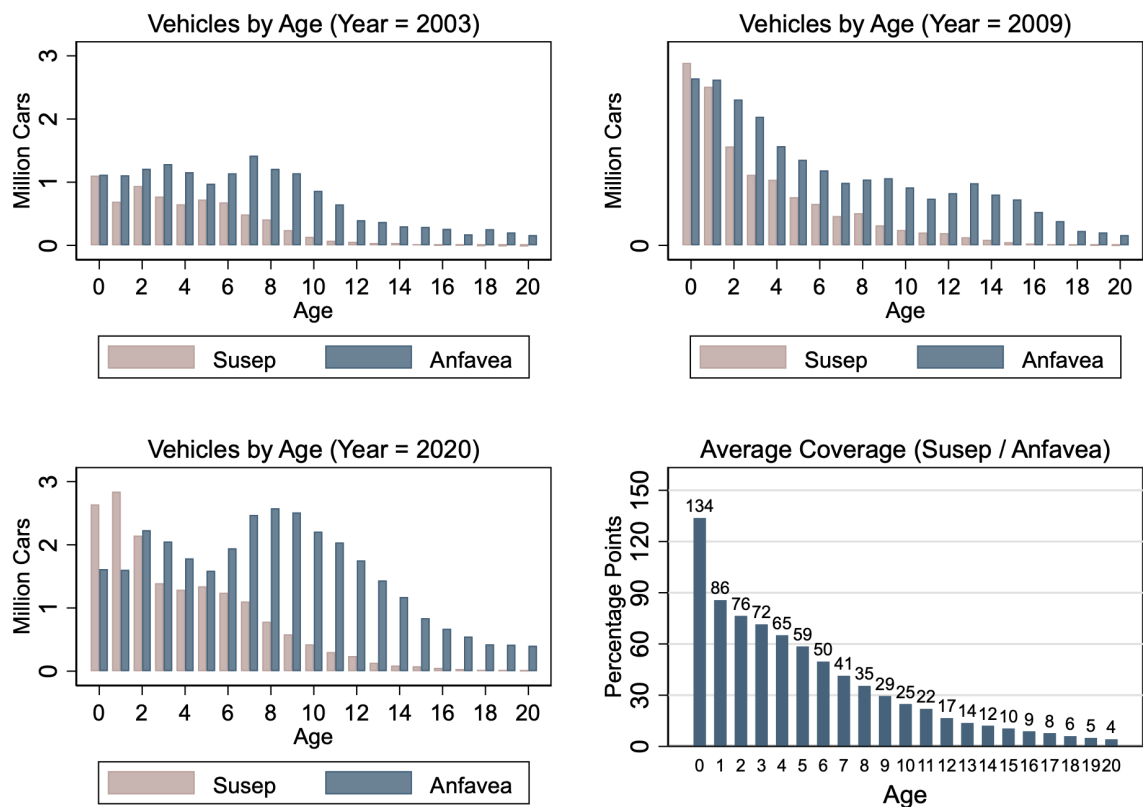 Vehicles by Age (Year = 2003)
Million Cars
3
2
1
0
0 2 4 6 8 10 12 14 16 18 20
Age
Susep Anfavea
Vehicles by Age (Year = 2009)
Million Cars
0
0 2 4 6 8 10 12 14 16 18 20
Age
Susep Anfavea
Vehicles by Age (Year = 2020)
Million Cars
3
2
1
0
0 2 4 6 8 10 12 14 16 18 20
Age
Susep Anfavea
Average Coverage (Susep / Anfavea)
Percentage Points
150
120
90
60
30
0
134 86 76 72 65 59 50 41 35 29 25 22 17 14 12 10 9 8 6 5 4
0 1 2 3 4 5 6 7 8 9 10 11 12 13 14 15 16 17 18 19 20
Age